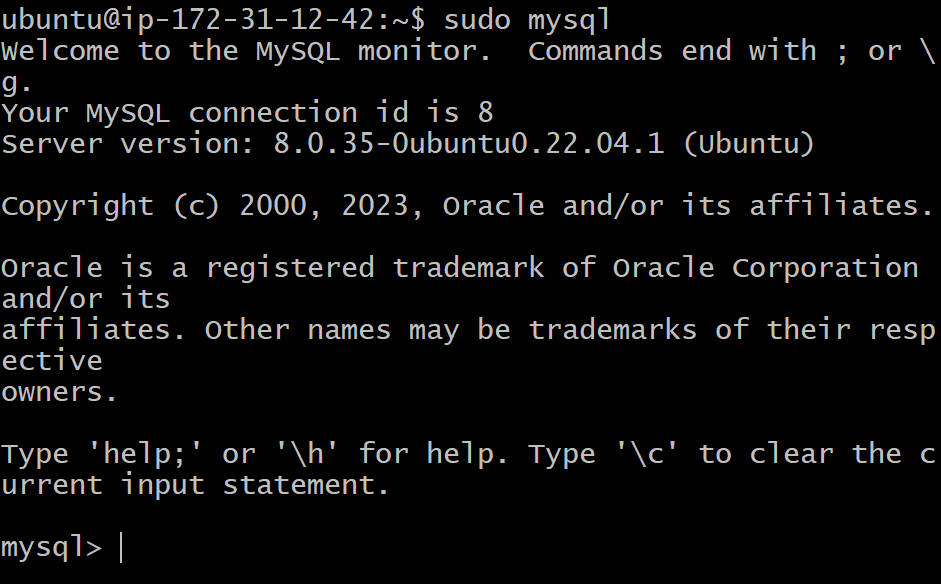 ubuntu@ip-172-31-12-42:~$ sudo mysql
Welcome to the MySQL monitor.  Commands end with ; or \
g.
Your MySQL connection id is 8
Server version: 8.0.35-0ubuntu0.22.04.1 (Ubuntu)
Copyright (c) 2000, 2023, Oracle and/or its affiliates.
Oracle is a registered trademark of Oracle Corporation
and/or its
affiliates. Other names may be trademarks of their resp
ective
owners.
Type 'help;' or '\h' for help. Type '\c' to clear the c
urrent input statement.
mysql>